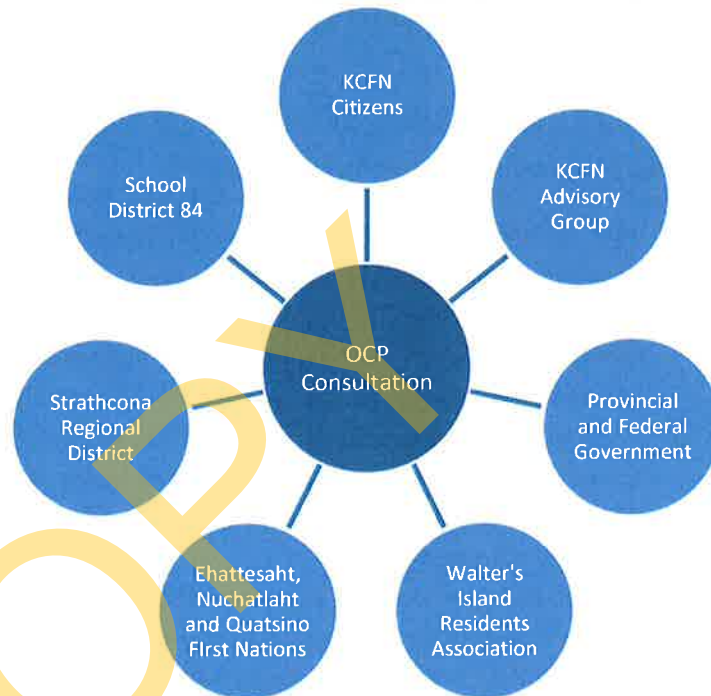 KCFN
Citizens
KCFN
Advisory
Group
Provincial
and Federal
Government
Walter's
Island
Residents
Association
Ehattesaht,
Nuchatlaht
and Quatsino
FIrst Nations
Strathcona
Regional
District
School
District 84
OCP
Consultation
OPY